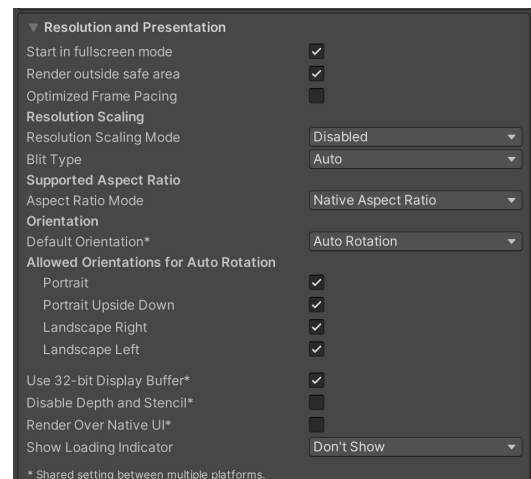 Resolution and Presentation
Start in fullscreen mode
Render outside safe area
Optimized Frame Pacing
Resolution Scaling
Resolution Scaling Mode Disabled
Blit Type Auto
Supported Aspect Ratio
Aspect Ratio Mode Native Aspect Ratio
Orientation
Default Orientation* Auto Rotation
Allowed Orientations for Auto Rotation
Portrait
Portrait Upside Down
Landscape Right
Landscape Left
Use 32-bit Display Buffer*
Disable Depth and Stencil*
Render Over Native UI*
Show Loading Indicator Don't Show
* Shared setting between multiple platforms.